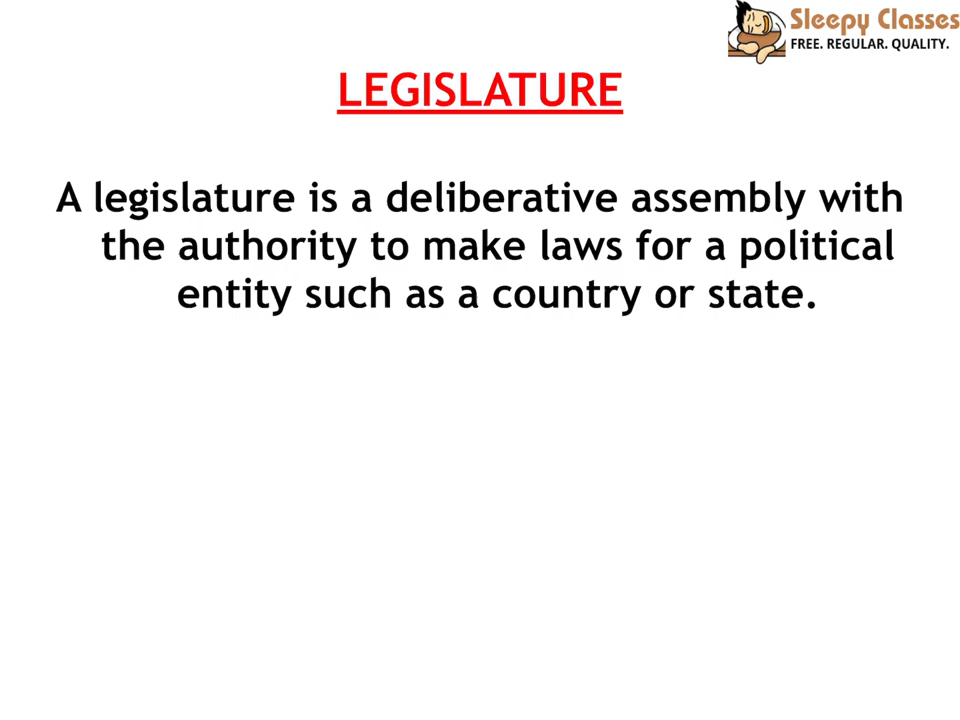 Sleepy Classes
FREE. REGULAR. QUALITY.
LEGISLATURE
A legislature is a deliberative assembly with
the authority to make laws for a political
entity such as a country or state.